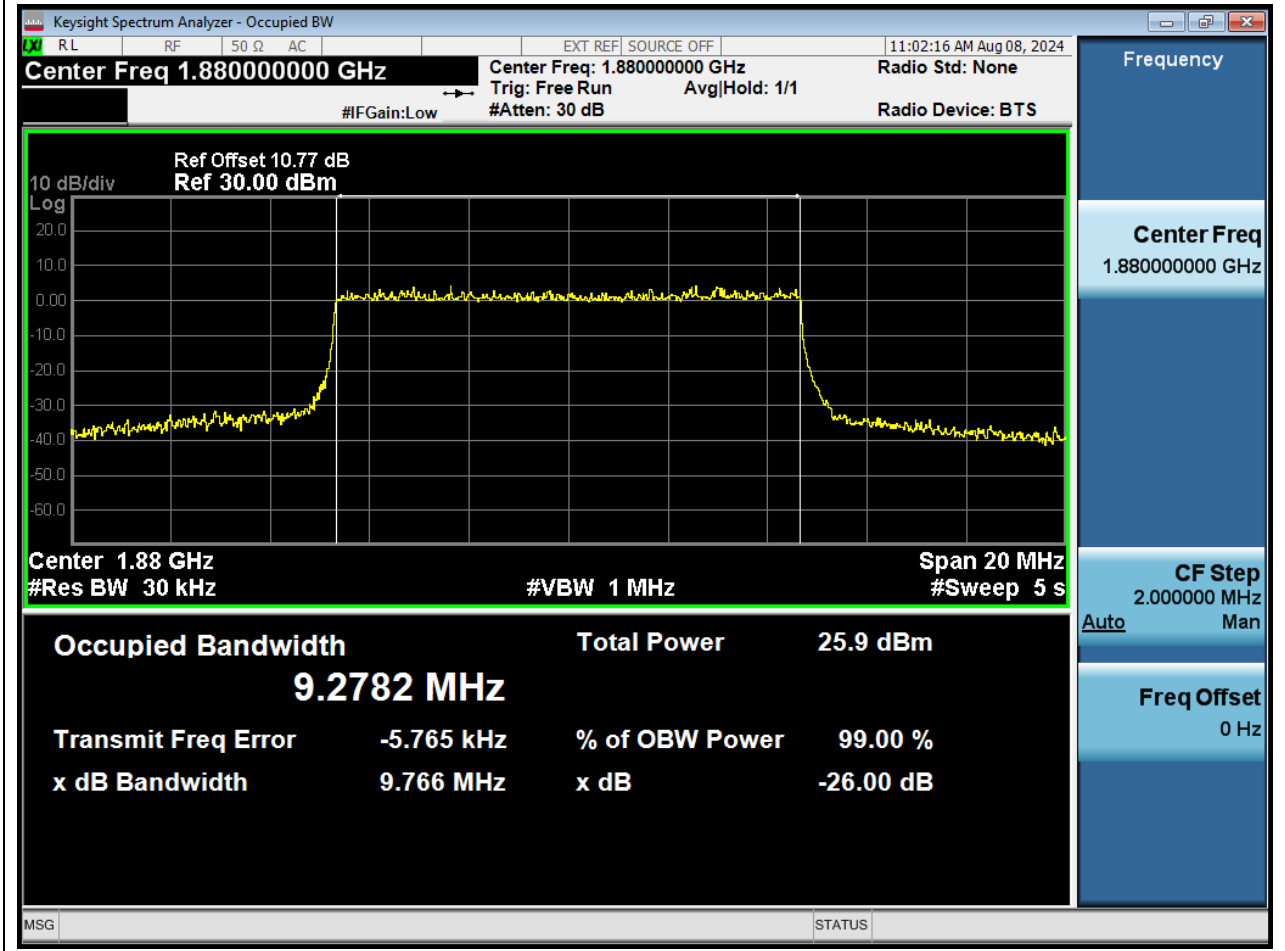 Keysight Spectrum Analyzer - Occupied BW
LXI RL RF 50 Ω AC EXT REF SOURCE OFF 11:02:16 AM Aug 08, 2024
Center Freq 1.880000000 GHz Center Freq: 1.880000000 GHz Radio Std: None
Trig: Free Run Avg|Hold: 1/1
#IFGain:Low #Atten: 30 dB Radio Device: BTS
Frequency
Ref Offset 10.77 dB
10 dB/div Ref 30.00 dBm
Log
20.0
10.0
0.00
-10.0
-20.0
-30.0
-40.0
-50.0
-60.0
Center 1.88 GHz Span 20 MHz
#Res BW 30 kHz #VBW 1 MHz #Sweep 5 s
Center Freq
1.880000000 GHz
CF Step
2.000000 MHz
Auto Man
Freq Offset
0 Hz
Occupied Bandwidth Total Power 25.9 dBm
9.2782 MHz
Transmit Freq Error -5.765 kHz % of OBW Power 99.00 %
x dB Bandwidth 9.766 MHz x dB -26.00 dB
MSG STATUS